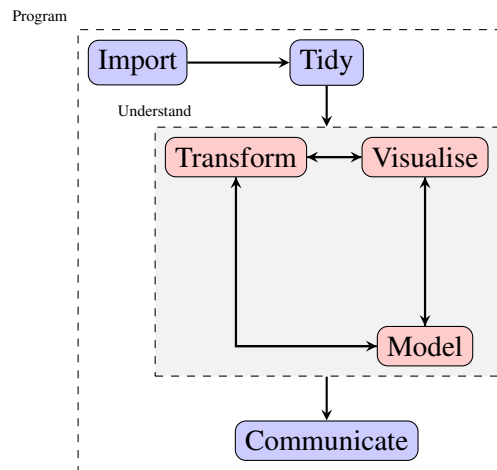 Program
Import
Tidy
Understand
Transform
Visualise
Model
Communicate